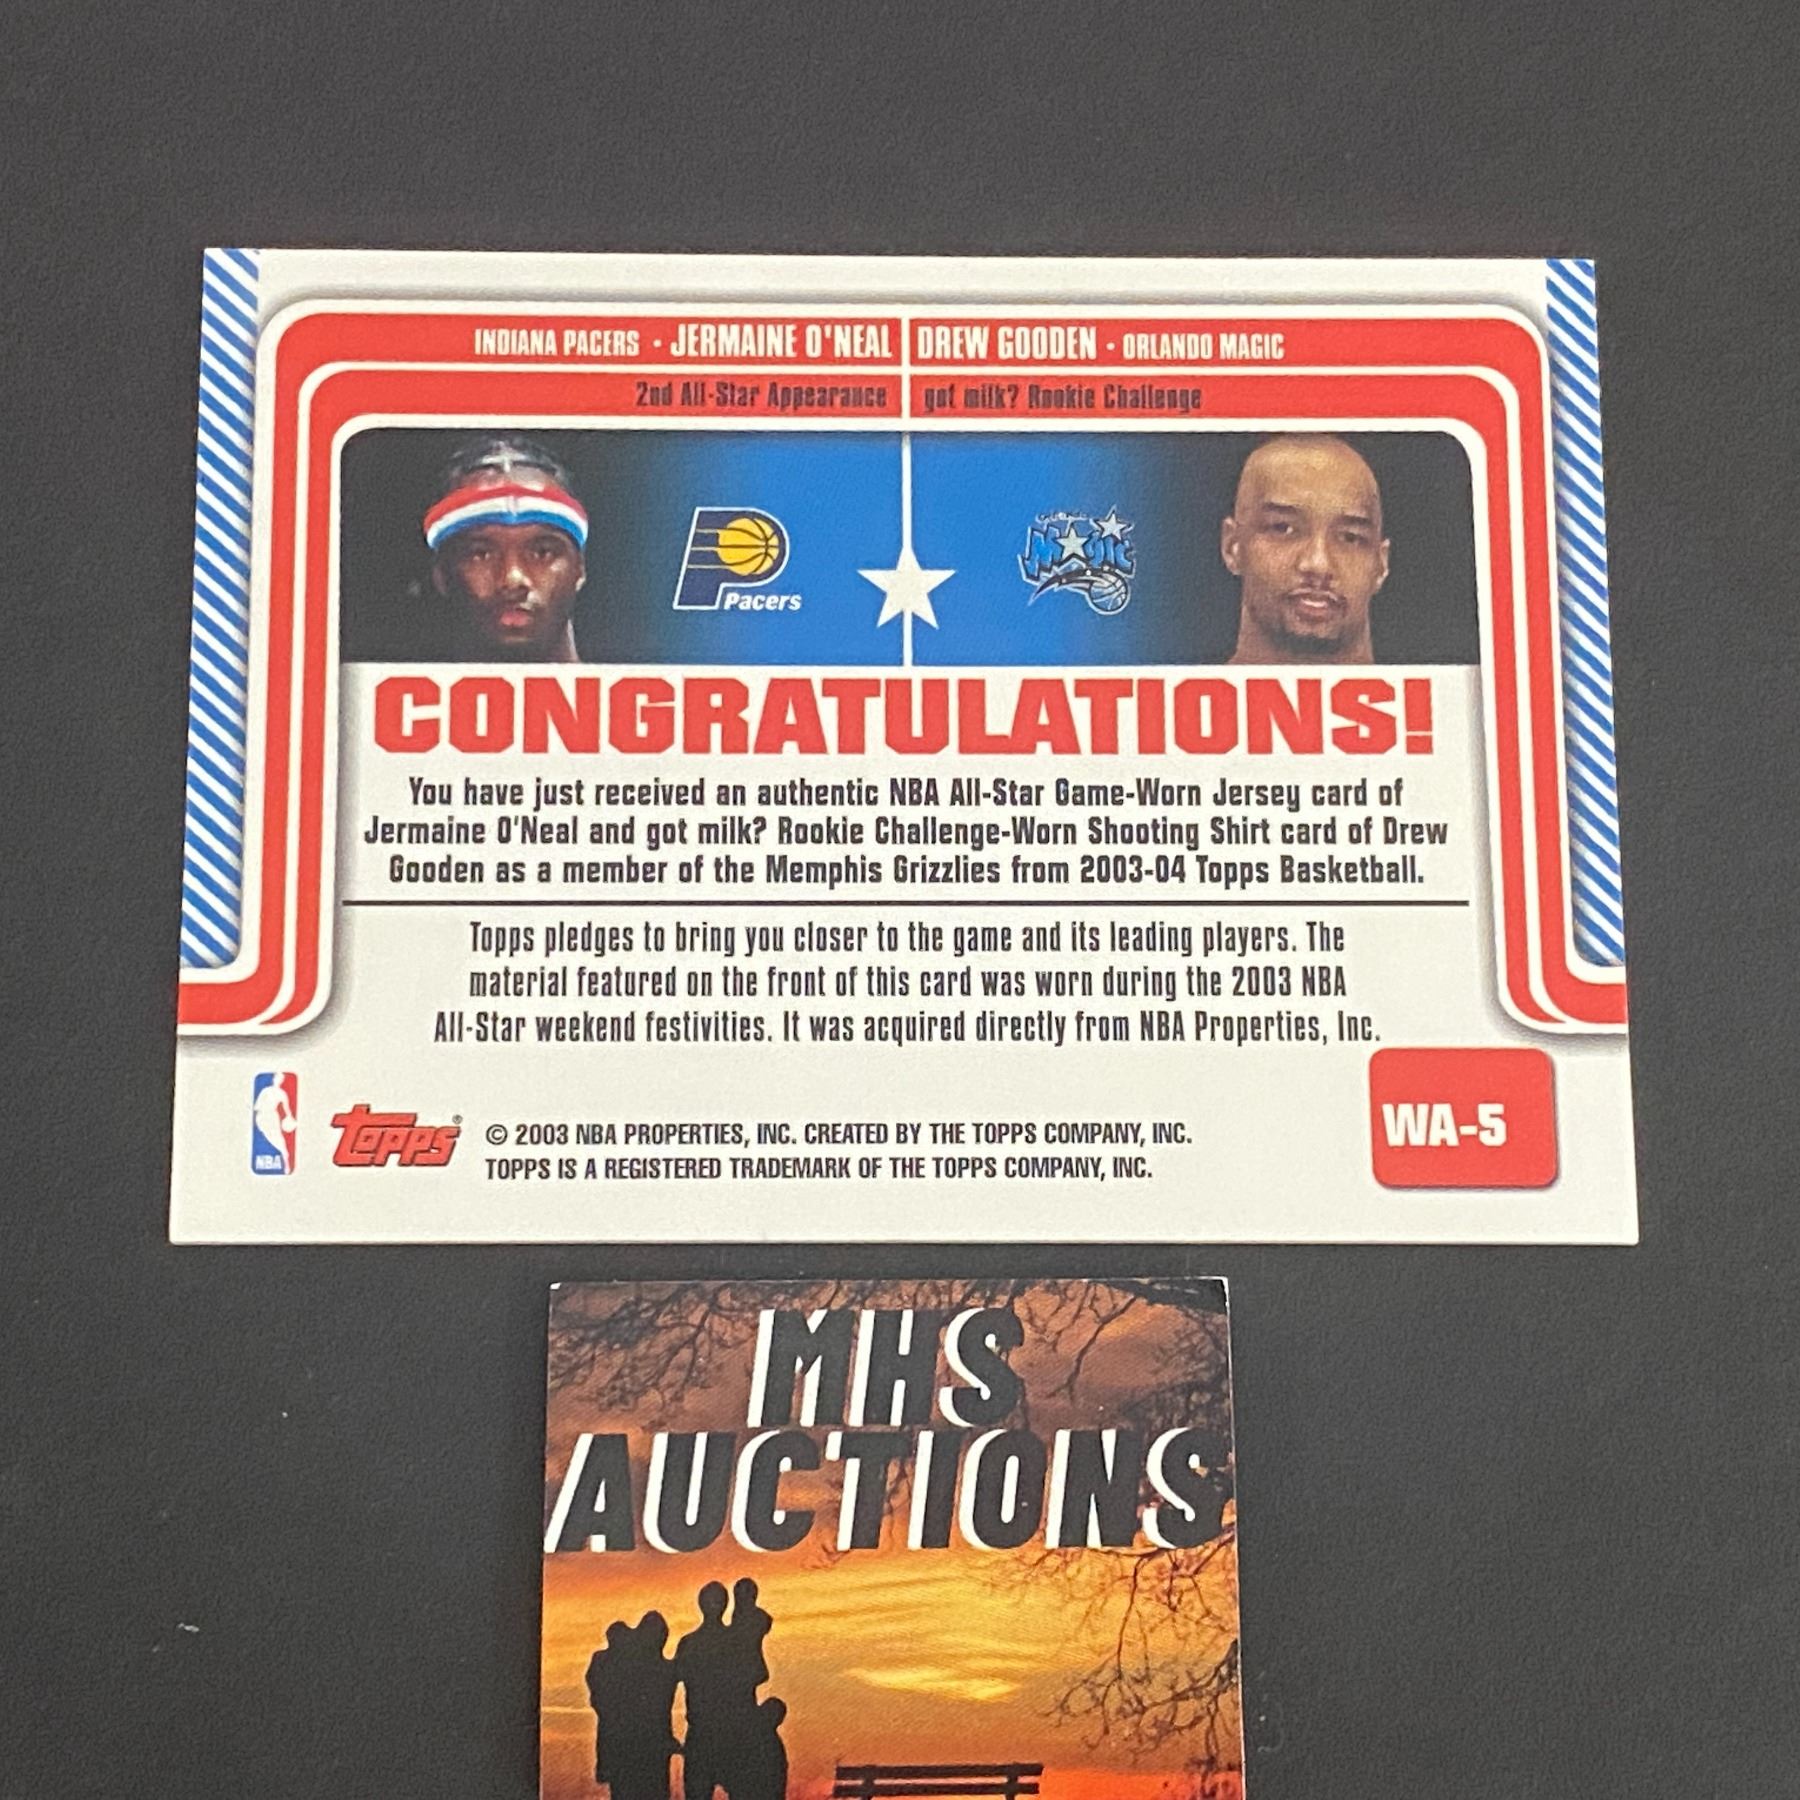 INDIANA PACERS · JERMAINE O'NEAL DREW GOODEN · ORLANDO MAGIC
2nd All-Star Appearance got milk? Rookie Challenge
Pacers
Magic
CONGRATULATIONS!
You have just received an authentic NBA All-Star Game-Worn Jersey card of
Jermaine O'Neal and got milk? Rookie Challenge-Worn Shooting Shirt card of Drew
Gooden as a member of the Memphis Grizzlies from 2003-04 Topps Basketball.
Topps pledges to bring you closer to the game and its leading players. The
material featured on the front of this card was worn during the 2003 NBA
All-Star weekend festivities. It was acquired directly from NBA Properties, Inc.
WA-5
NBA
Topps®
© 2003 NBA PROPERTIES, INC. CREATED BY THE TOPPS COMPANY, INC.
TOPPS IS A REGISTERED TRADEMARK OF THE TOPPS COMPANY, INC.
MHS
AUCTIONS